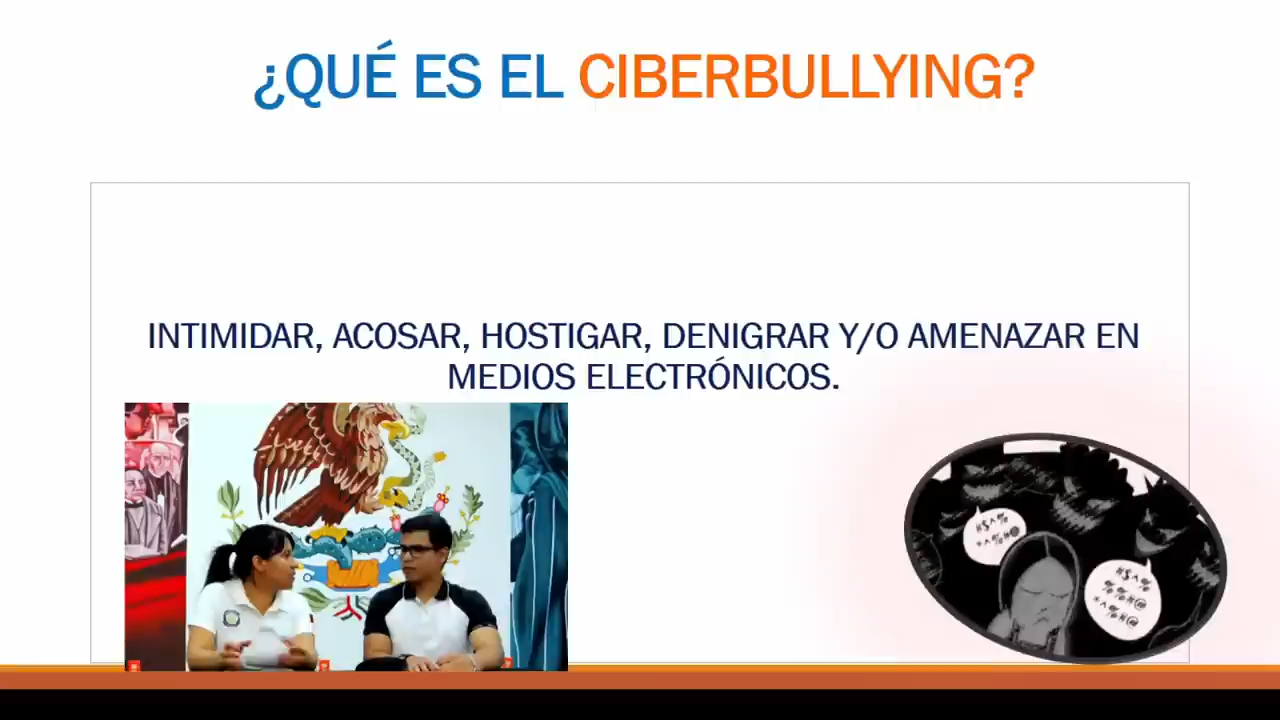 ¿QUÉ ES EL CIBERBULLYING?
INTIMIDAR, ACOSAR, HOSTIGAR, DENIGRAR Y/O AMENAZAR EN
MEDIOS ELECTRÓNICOS.